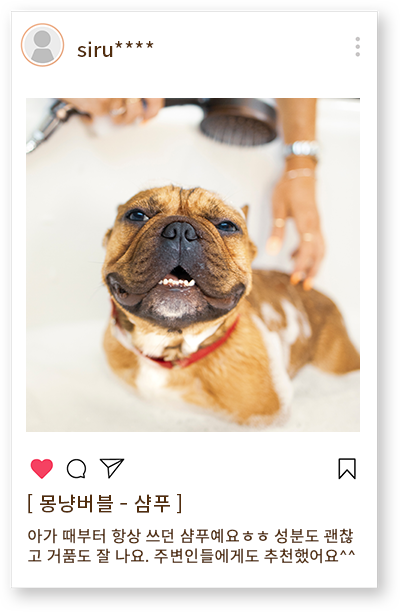 siru****
[ 몽냥버블 - 샴푸 ]
아가 때부터 항상 쓰던 샴푸예요ㅎㅎ 성분도 괜찮
고 거품도 잘 나요. 주변인들에게도 추천했어요^^